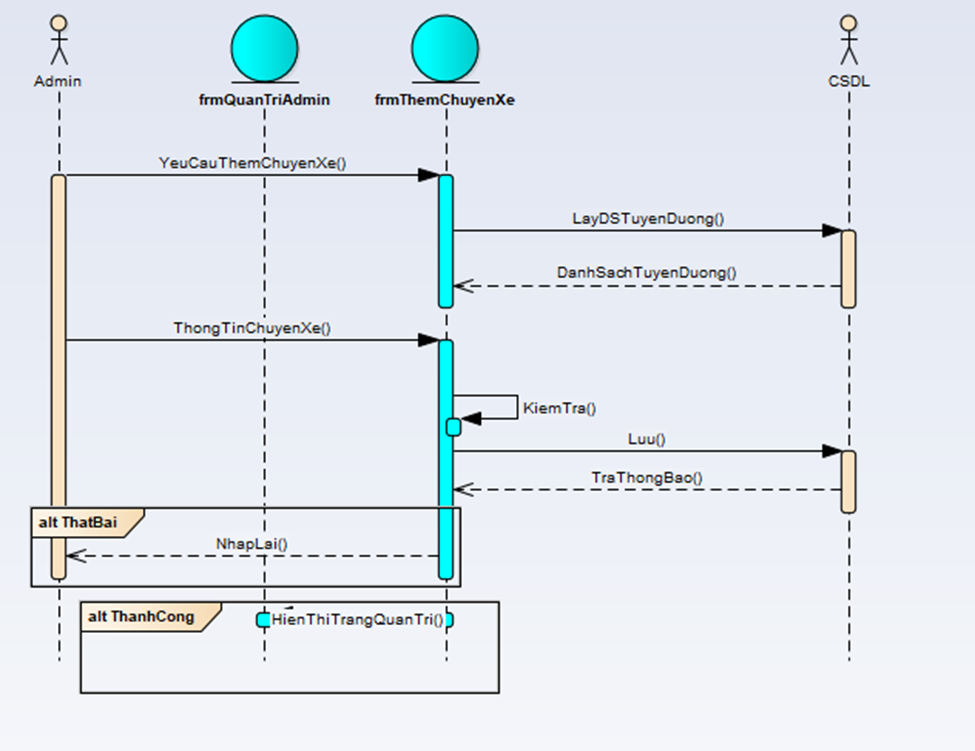 Admin
frmQuanTriAdmin
frmThemChuyenXe
CSDL
YeuCauThemChuyenXe()
LayDSTuyenDuong()
DanhSachTuyenDuong()
ThongTinChuyenXe()
KiemTra()
Luu()
TraThongBao()
alt ThatBai
NhapLai()
alt ThanhCong
HienThiTrangQuanTri()